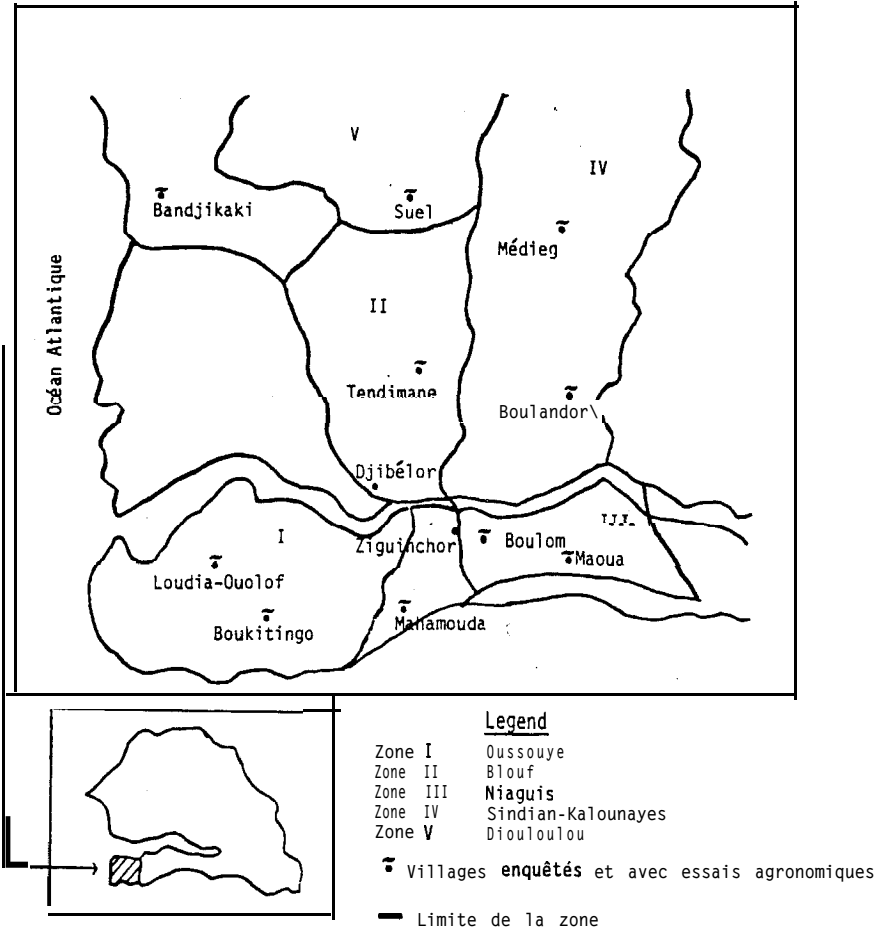 V
IV
Bandjikaki
Suel
Médieg
Océan Atlantique
II
Tendimane
Boulandor
Djibélor
III
I
Ziguinchor
Boulom
Maoua
Loudia-Ouolof
Boukitingo
Mahamouda
Legend
Zone I Oussouye
Zone II Blouf
Zone III Niaguis
Zone IV Sindian-Kalounayes
Zone V Diouloulou
Villages enquêtés et avec essais agronomiques
Limite de la zone